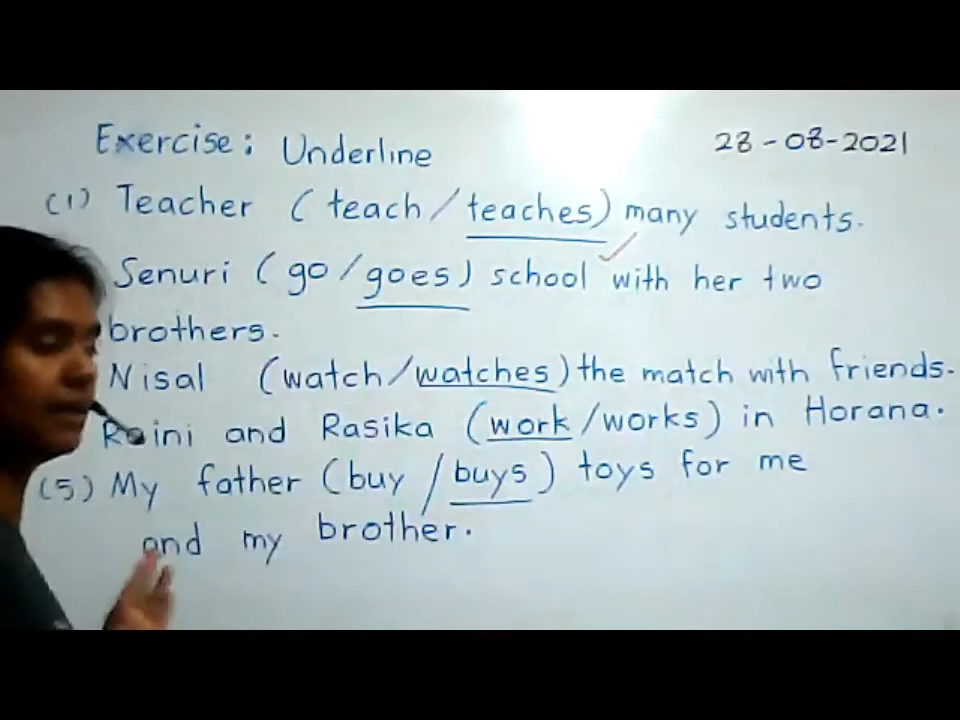 Exercise: Underline 28-08-2021
(1) Teacher (teach/teaches) many students.
Senuri (go/goes) school with her two
brothers.
Nisal (watch/watches) the match with friends.
and Rasika (work/works) in Horana.
(5) My father (buy/buys) toys for me
and my brother.